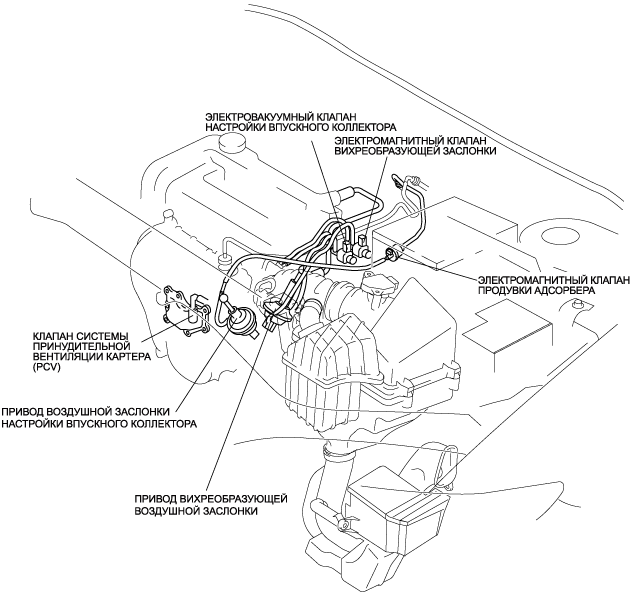 ЭЛЕКТРОВАКУУМНЫЙ КЛАПАН
НАСТРОЙКИ ВПУСКНОГО КОЛЛЕКТОРА
ЭЛЕКТРОМАГНИТНЫЙ КЛАПАН
ВИХРЕОБРАЗУЮЩЕЙ ЗАСЛОНКИ
ЭЛЕКТРОМАГНИТНЫЙ КЛАПАН
ПРОДУВКИ АДСОРБЕРА
КЛАПАН СИСТЕМЫ
ПРИНУДИТЕЛЬНОЙ
ВЕНТИЛЯЦИИ КАРТЕРА
(PCV)
ПРИВОД ВОЗДУШНОЙ ЗАСЛОНКИ
НАСТРОЙКИ ВПУСКНОГО КОЛЛЕКТОРА
ПРИВОД ВИХРЕОБРАЗУЮЩЕЙ
ВОЗДУШНОЙ ЗАСЛОНКИ